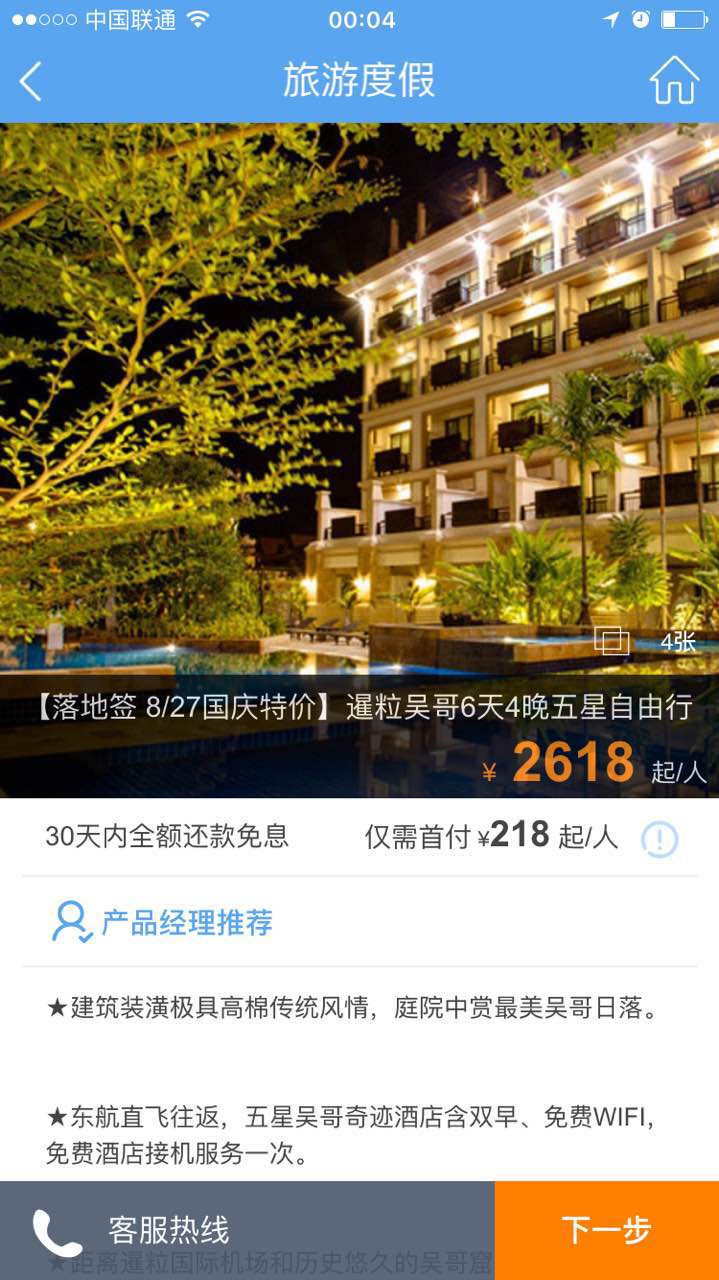 中国联通
00:04
旅游度假
4张
【落地签 8/27国庆特价】暹粒吴哥6天4晚五星自由行
¥ 2618 起/人
30天内全额还款免息
仅需首付 ¥218 起/人
产品经理推荐
★建筑装潢极具高棉传统风情，庭院中赏最美吴哥日落。
★东航直飞往返，五星吴哥奇迹酒店含双早、免费WIFI，
免费酒店接机服务一次。
客服热线
下一步
★距离暹粒国际机场和历史悠久的吴哥窟